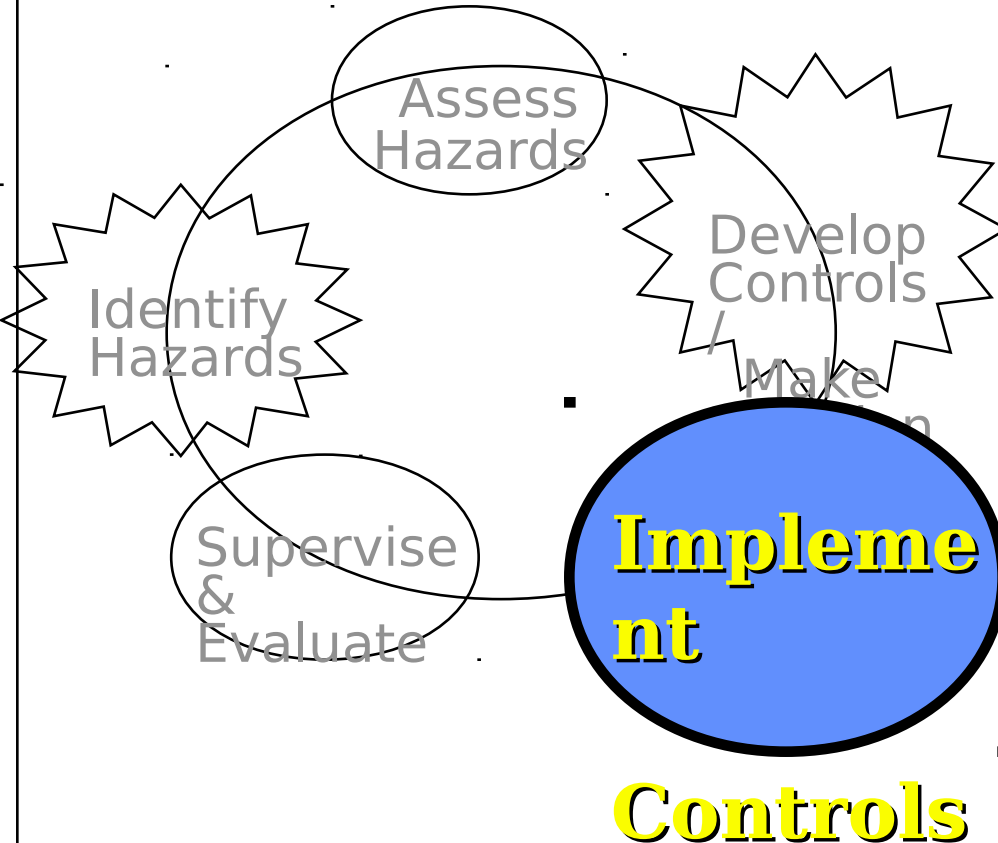 Assess
Hazards
Develop
Controls
/
Make
Identify
Hazards
Supervise
&
Evaluate
Impleme
nt
Controls